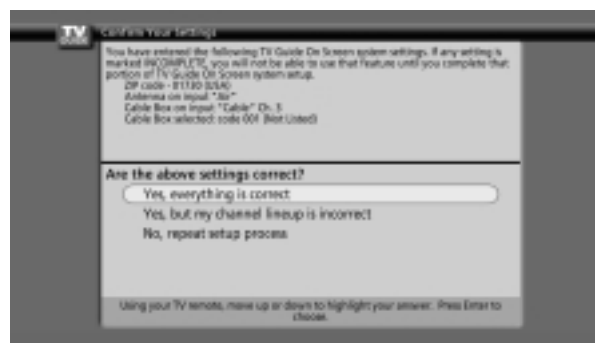 TV
GUIDE
Confirm Your Settings
You have entered the following TV Guide On Screen system settings. If any setting is
marked INCOMPLETE, you will not be able to use that feature until you complete that
portion of TV Guide On Screen system setup.
ZIP code - 01730 (USA)
Antenna on input "Air"
Cable Box on input "Cable" Ch. 3
Cable Box selected: code 001 (Not Listed)
Are the above settings correct?
Yes, everything is correct
Yes, but my channel lineup is incorrect
No, repeat setup process
Using your TV remote, move up or down to highlight your answer. Press Enter to
choose.